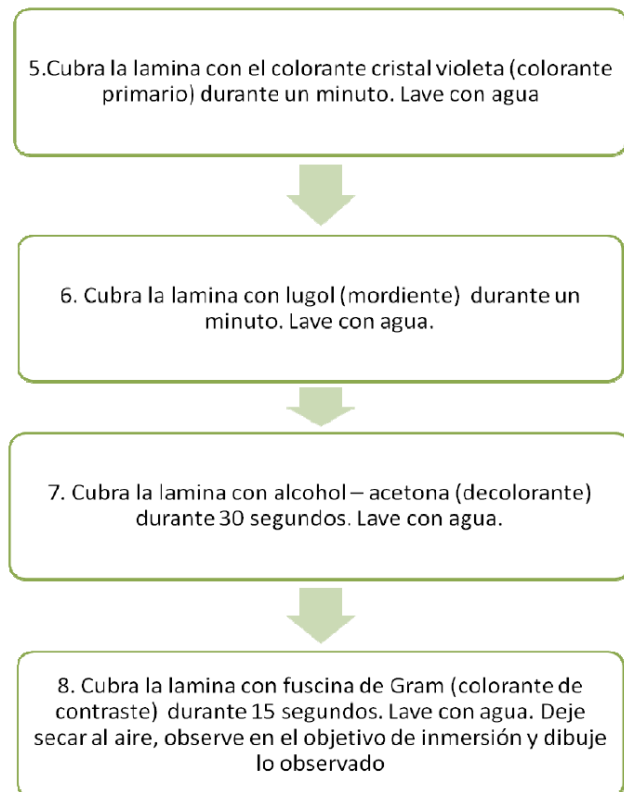 5.Cubra la lamina con el colorante cristal violeta (colorante
primario) durante un minuto. Lave con agua
6. Cubra la lamina con lugol (mordiente) durante un
minuto. Lave con agua.
7. Cubra la lamina con alcohol – acetona (decolorante)
durante 30 segundos. Lave con agua.
8. Cubra la lamina con fuscina de Gram (colorante de
contraste) durante 15 segundos. Lave con agua. Deje
secar al aire, observe en el objetivo de inmersión y dibuje
lo observado